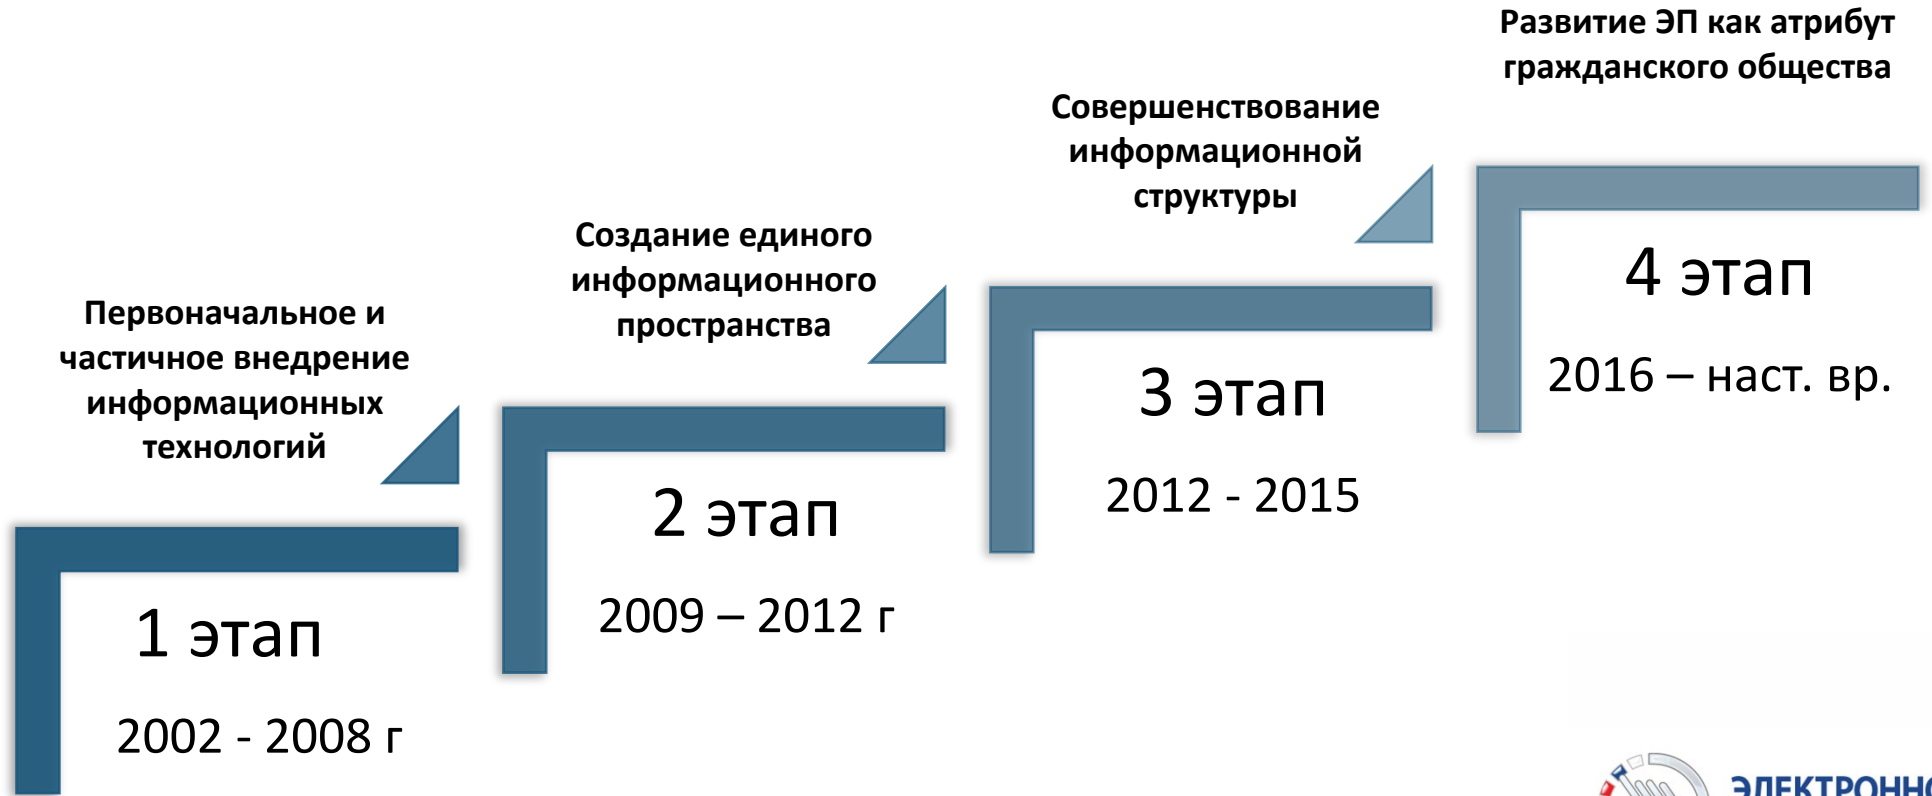 Первоначальное и
частичное внедрение
информационных
технологий
1 этап
2002 - 2008 г
Создание единого
информационного
пространства
2 этап
2009 – 2012 г
Совершенствование
информационной
структуры
3 этап
2012 - 2015
Развитие ЭП как атрибут
гражданского общества
4 этап
2016 – наст. вр.
ЭЛЕКТРОННО